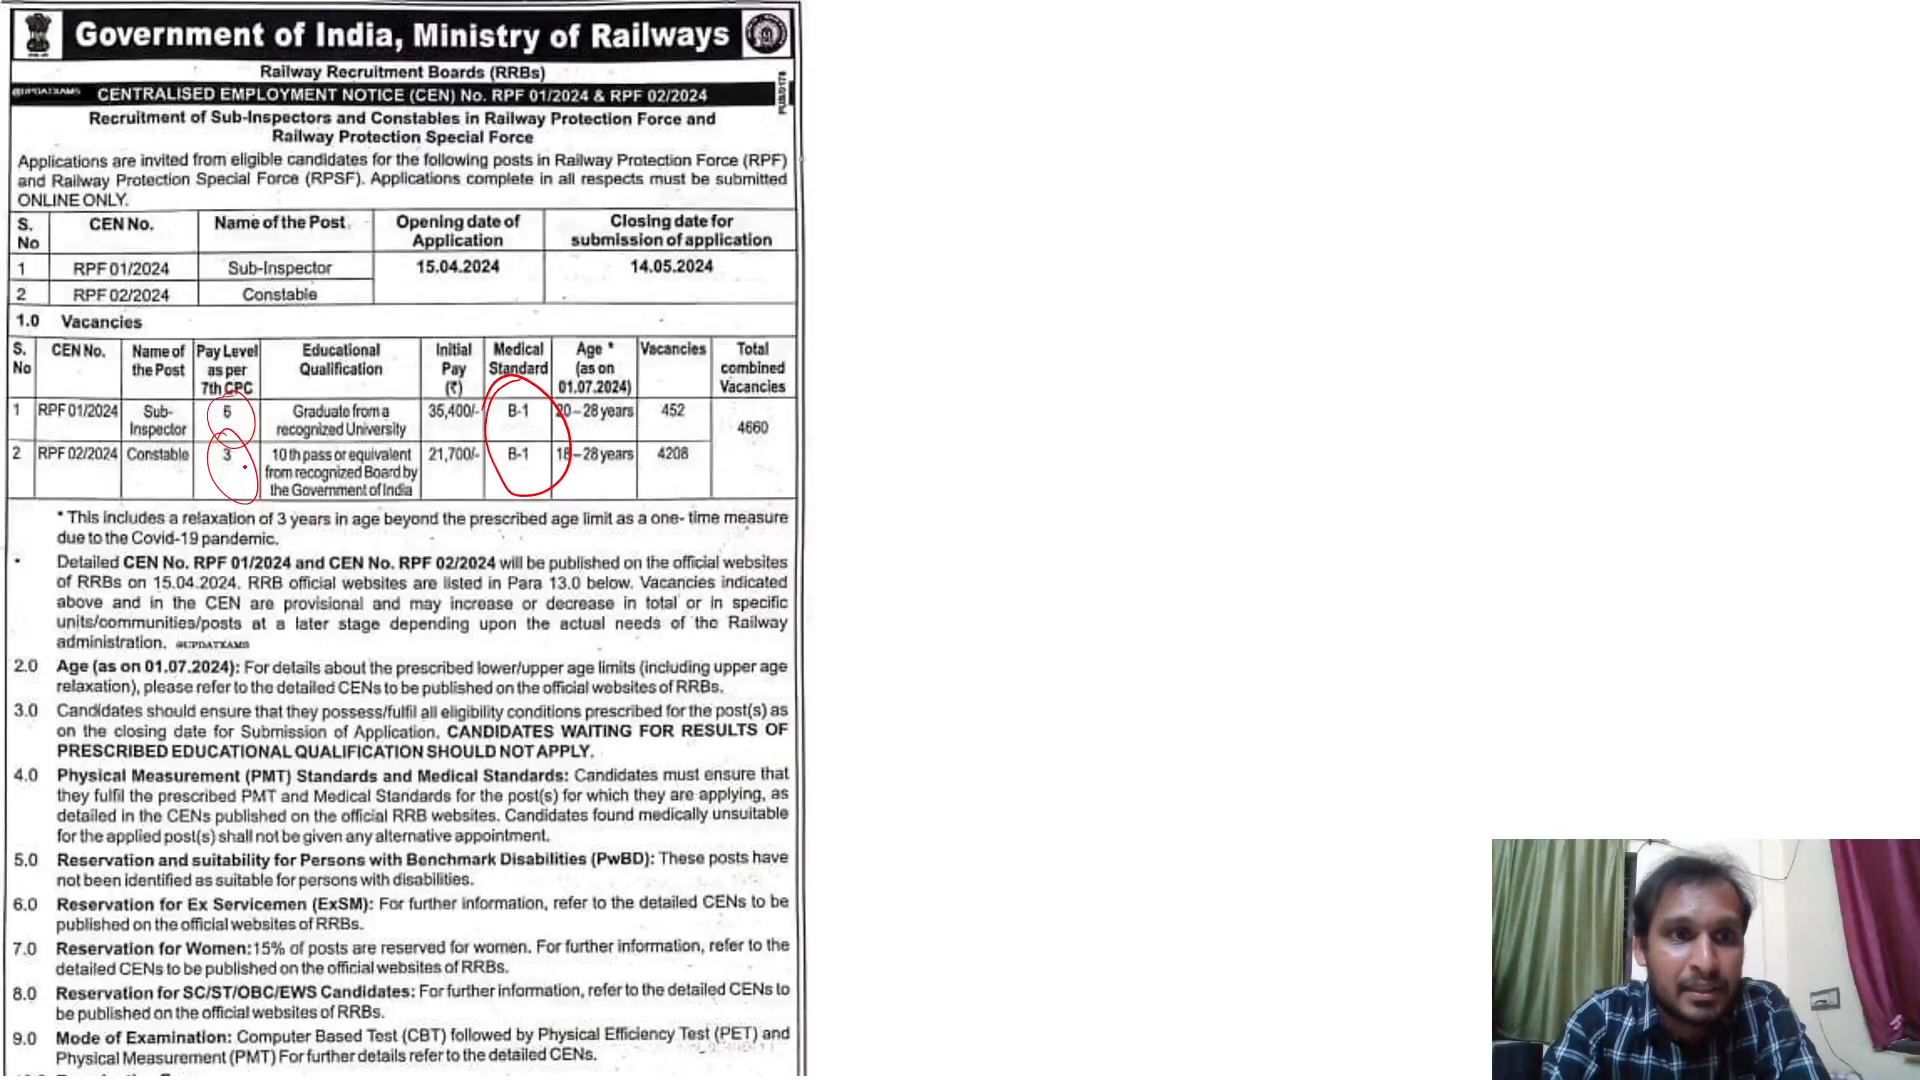 Government of India, Ministry of Railways
Railway Recruitment Boards (RRBs)
@UPDATEXAMS CENTRALISED EMPLOYMENT NOTICE (CEN) No. RPF 01/2024 & RPF 02/2024
Recruitment of Sub-Inspectors and Constables in Railway Protection Force and
Railway Protection Special Force
Applications are invited from eligible candidates for the following posts in Railway Protection Force (RPF)
and Railway Protection Special Force (RPSF). Applications complete in all respects must be submitted
ONLINE ONLY.
S. No CEN No. Name of the Post Opening date of Application Closing date for submission of application
1 RPF 01/2024 Sub-Inspector 15.04.2024 14.05.2024
2 RPF 02/2024 Constable
1.0 Vacancies
S. No CEN No. Name of the Post Pay Level as per 7th CPC Educational Qualification Initial Pay (₹) Medical Standard Age * (as on 01.07.2024) Vacancies Total combined Vacancies
1 RPF 01/2024 Sub-Inspector 6 Graduate from a recognized University 35,400/- B-1 20-28 years 452 4660
2 RPF 02/2024 Constable 3 10th pass or equivalent from recognized Board by the Government of India 21,700/- B-1 18-28 years 4208
* This includes a relaxation of 3 years in age beyond the prescribed age limit as a one- time measure
due to the Covid-19 pandemic.
• Detailed CEN No. RPF 01/2024 and CEN No. RPF 02/2024 will be published on the official websites
of RRBs on 15.04.2024. RRB official websites are listed in Para 13.0 below. Vacancies indicated
above and in the CEN are provisional and may increase or decrease in total or in specific
units/communities/posts at a later stage depending upon the actual needs of the Railway
administration. @UPDATEXAMS
2.0 Age (as on 01.07.2024): For details about the prescribed lower/upper age limits (including upper age
relaxation), please refer to the detailed CENs to be published on the official websites of RRBs.
3.0 Candidates should ensure that they possess/fulfil all eligibility conditions prescribed for the post(s) as
on the closing date for Submission of Application. CANDIDATES WAITING FOR RESULTS OF
PRESCRIBED EDUCATIONAL QUALIFICATION SHOULD NOT APPLY.
4.0 Physical Measurement (PMT) Standards and Medical Standards: Candidates must ensure that
they fulfil the prescribed PMT and Medical Standards for the post(s) for which they are applying, as
detailed in the CENs published on the official RRB websites. Candidates found medically unsuitable
for the applied post(s) shall not be given any alternative appointment.
5.0 Reservation and suitability for Persons with Benchmark Disabilities (PwBD): These posts have
not been identified as suitable for persons with disabilities.
6.0 Reservation for Ex Servicemen (ExSM): For further information, refer to the detailed CENs to be
published on the official websites of RRBs.
7.0 Reservation for Women: 15% of posts are reserved for women. For further information, refer to the
detailed CENs to be published on the official websites of RRBs.
8.0 Reservation for SC/ST/OBC/EWS Candidates: For further information, refer to the detailed CENs to
be published on the official websites of RRBs.
9.0 Mode of Examination: Computer Based Test (CBT) followed by Physical Efficiency Test (PET) and
Physical Measurement (PMT) For further details refer to the detailed CENs.